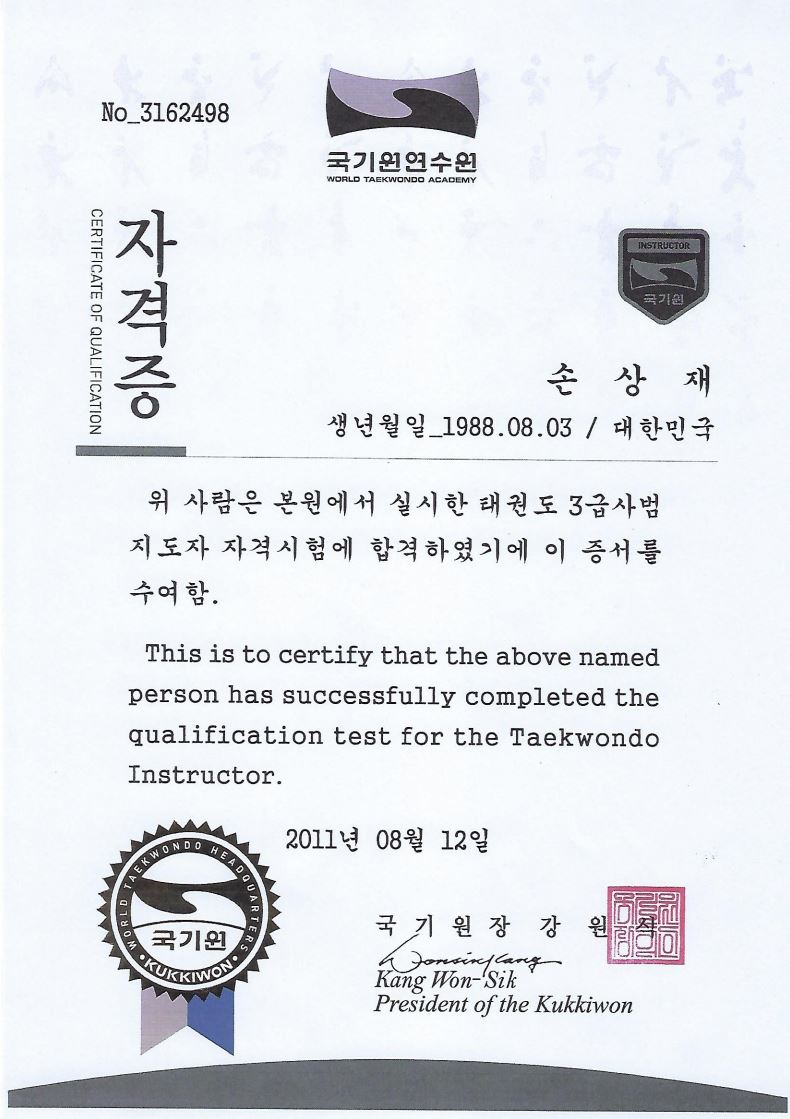 No_3162498
국기원연수원
WORLD TAEKWONDO ACADEMY
자격증
CERTIFICATE OF QUALIFICATION
INSTRUCTOR
국기원
손 상 재
생년월일_1988.08.03 / 대한민국
위 사람은 본원에서 실시한 태권도 3급사범
지도자 자격시험에 합격하였기에 이 증서를
수여함.
This is to certify that the above named
person has successfully completed the
qualification test for the Taekwondo
Instructor.
2011년 08월 12일
WORLD TAEKWONDO HEADQUARTERS
국기원
KUKKIWON
국 기 원 장 강 원 식
Kang Won-Sik
President of the Kukkiwon